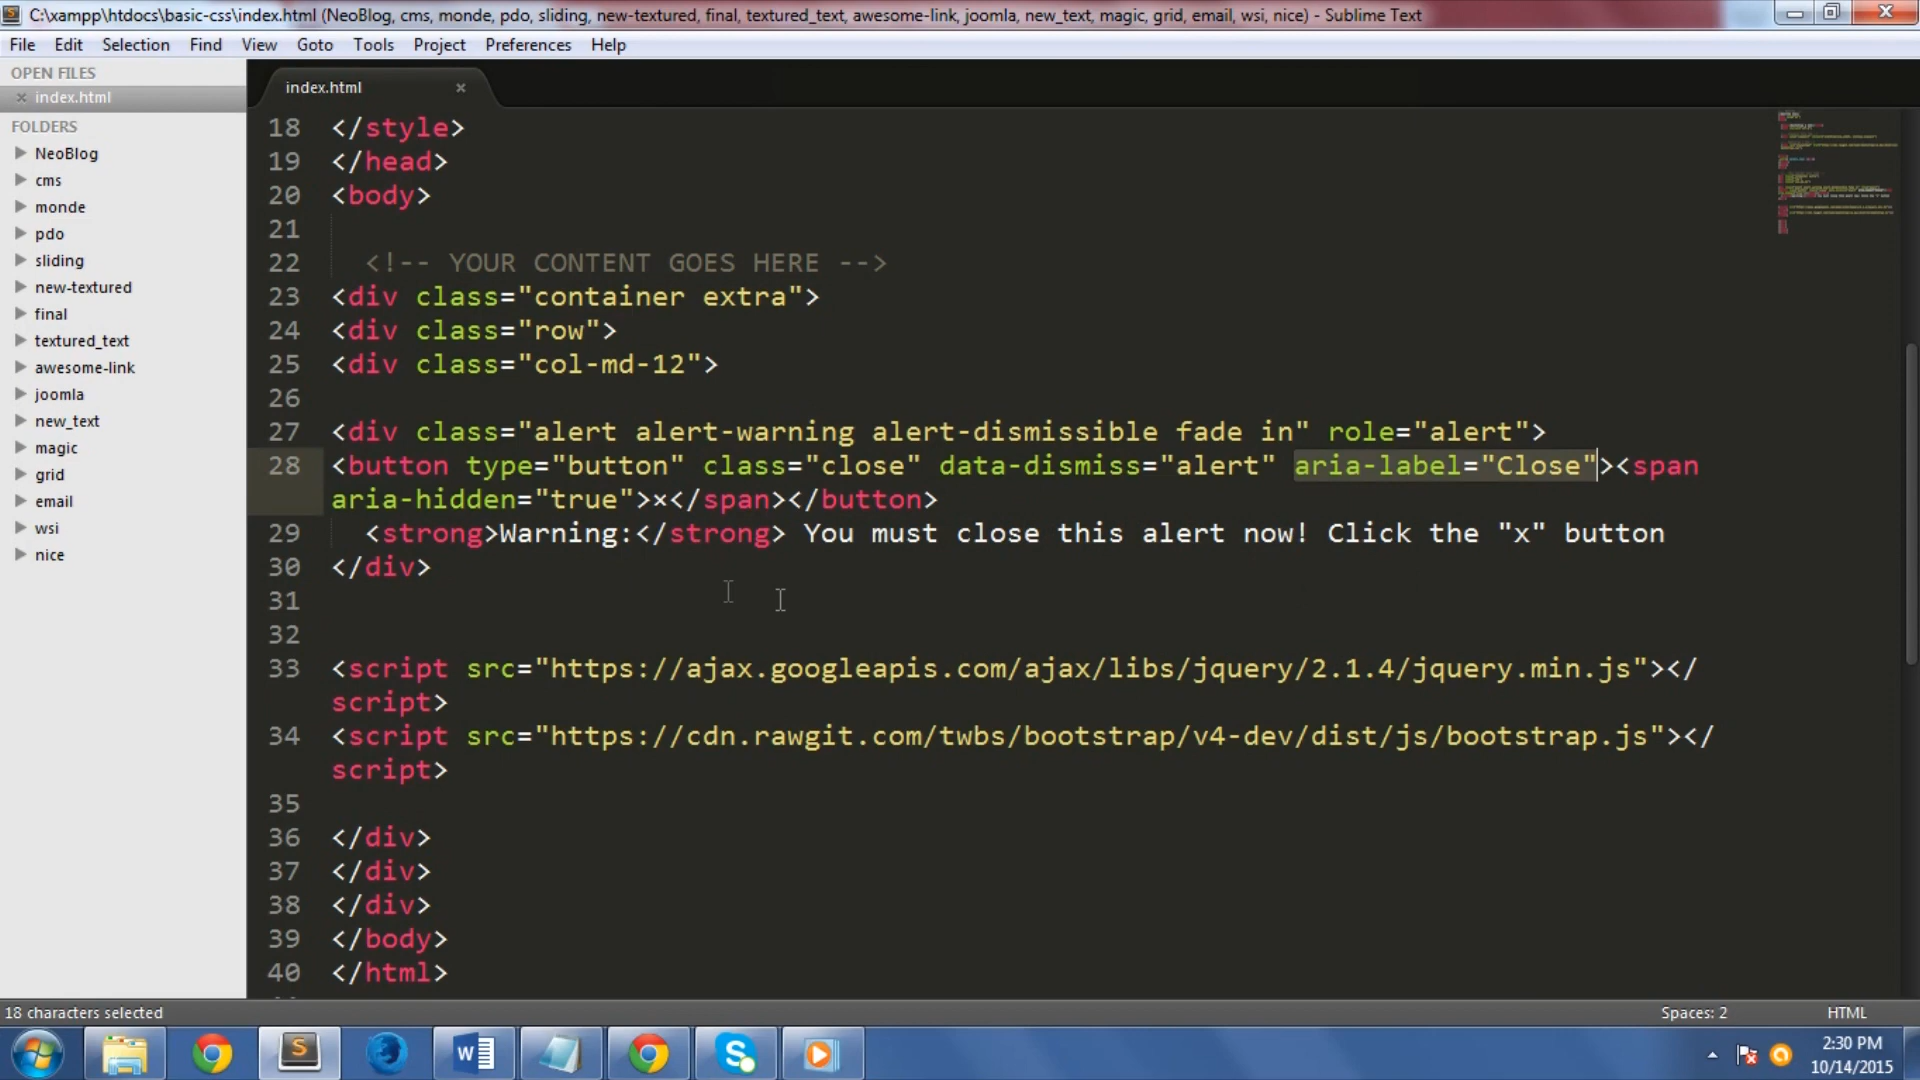 C:\xampp\htdocs\basic-css\index.html (NeoBlog, cms, monde, pdo, sliding, new-textured, final, textured_text, awesome-link, joomla, new_text, magic, grid, email, wsi, nice) - Sublime Text
File Edit Selection Find View Goto Tools Project Preferences Help
OPEN FILES
index.html
FOLDERS
NeoBlog
cms
monde
pdo
sliding
new-textured
final
textured_text
awesome-link
joomla
new_text
magic
grid
email
wsi
nice
index.html
18 </style>
19 </head>
20 <body>
21
22 <!-- YOUR CONTENT GOES HERE -->
23 <div class="container extra">
24 <div class="row">
25 <div class="col-md-12">
26
27 <div class="alert alert-warning alert-dismissible fade in" role="alert">
28 <button type="button" class="close" data-dismiss="alert" aria-label="Close"><span
aria-hidden="true">×</span></button>
29 <strong>Warning:</strong> You must close this alert now! Click the "x" button
30 </div>
31
32
33 <script src="https://ajax.googleapis.com/ajax/libs/jquery/2.1.4/jquery.min.js"></
script>
34 <script src="https://cdn.rawgit.com/twbs/bootstrap/v4-dev/dist/js/bootstrap.js"></
script>
35
36 </div>
37 </div>
38 </div>
39 </body>
40 </html>
18 characters selected
Spaces: 2
HTML
2:30 PM
10/14/2015